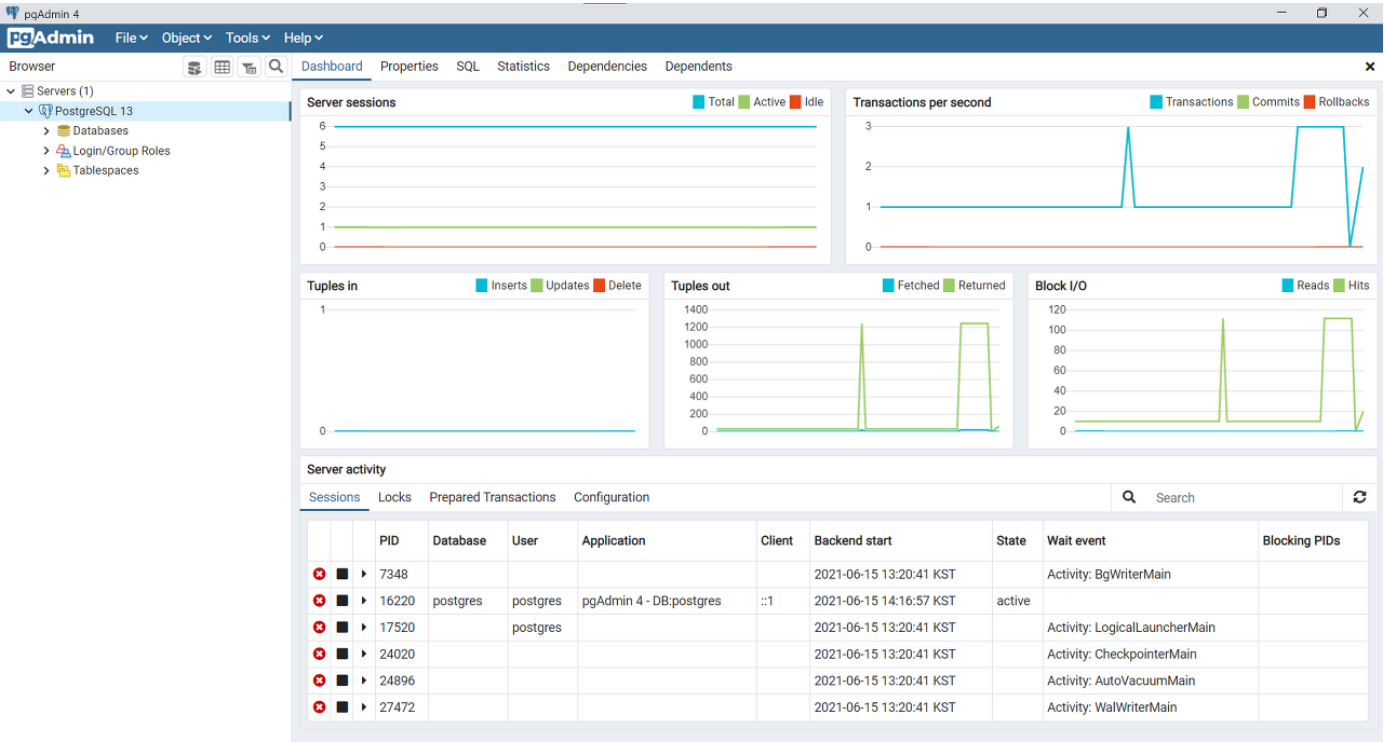 pgAdmin 4
pgAdmin File Object Tools Help
Browser
Dashboard Properties SQL Statistics Dependencies Dependents
Servers (1)
PostgreSQL 13
Databases
Login/Group Roles
Tablespaces
Server sessions Total Active Idle
6
5
4
3
2
1
0
Transactions per second Transactions Commits Rollbacks
3
2
1
0
Tuples in Inserts Updates Delete
1
0
Tuples out Fetched Returned
1400
1200
1000
800
600
400
200
0
Block I/O Reads Hits
120
100
80
60
40
20
0
Server activity
Sessions Locks Prepared Transactions Configuration Search
PID Database User Application Client Backend start State Wait event Blocking PIDs
7348 2021-06-15 13:20:41 KST Activity: BgWriterMain
16220 postgres postgres pgAdmin 4 - DB:postgres ::1 2021-06-15 14:16:57 KST active
17520 postgres 2021-06-15 13:20:41 KST Activity: LogicalLauncherMain
24020 2021-06-15 13:20:41 KST Activity: CheckpointerMain
24896 2021-06-15 13:20:41 KST Activity: AutoVacuumMain
27472 2021-06-15 13:20:41 KST Activity: WalWriterMain